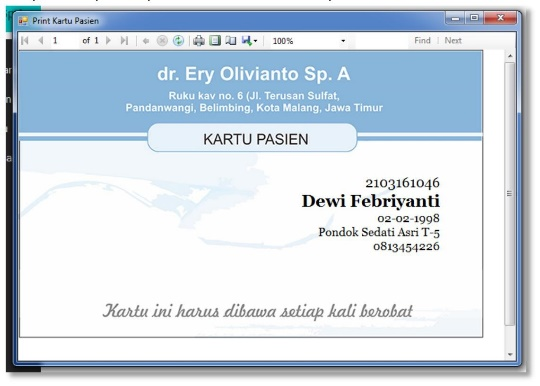 Print Kartu Pasien
1 of 1 100% Find | Next
dr. Ery Olivianto Sp. A
Ruku kav no. 6 (Jl. Terusan Sulfat,
Pandanwangi, Belimbing, Kota Malang, Jawa Timur
KARTU PASIEN
2103161046
Dewi Febriyanti
02-02-1998
Pondok Sedati Asri T-5
0813454226
Kartu ini harus dibawa setiap kali berobat